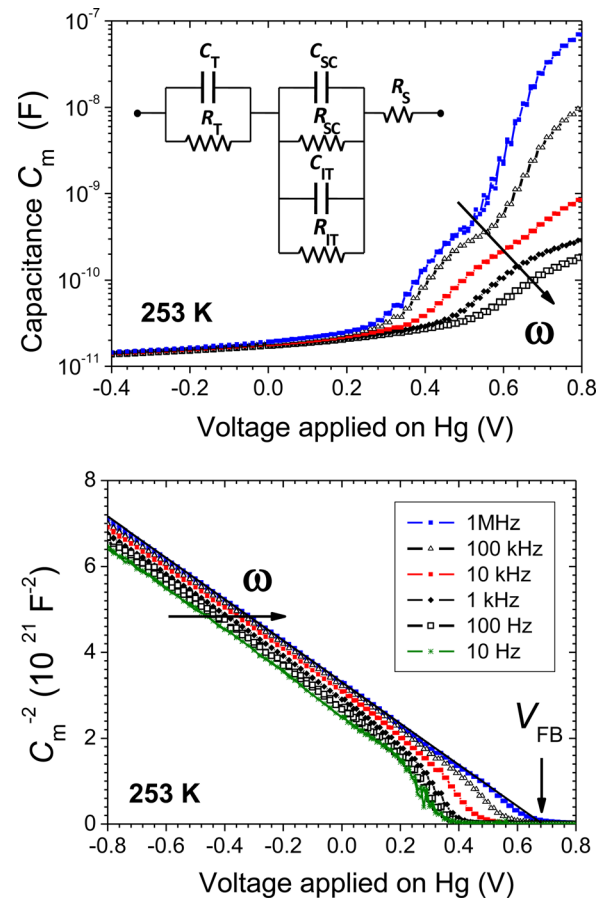 10⁻⁷
10⁻⁸
10⁻⁹
10⁻¹⁰
10⁻¹¹
Capacitance Cₘ (F)
C_T
R_T
C_SC
R_SC
C_IT
R_IT
R_S
253 K
ω
-0.4 -0.2 0.0 0.2 0.4 0.6 0.8
Voltage applied on Hg (V)
8
6
4
2
0
Cₘ⁻² (10 ²¹ F⁻²)
ω
1MHz
100 kHz
10 kHz
1 kHz
100 Hz
10 Hz
V_FB
253 K
-0.8 -0.6 -0.4 -0.2 0.0 0.2 0.4 0.6 0.8
Voltage applied on Hg (V)